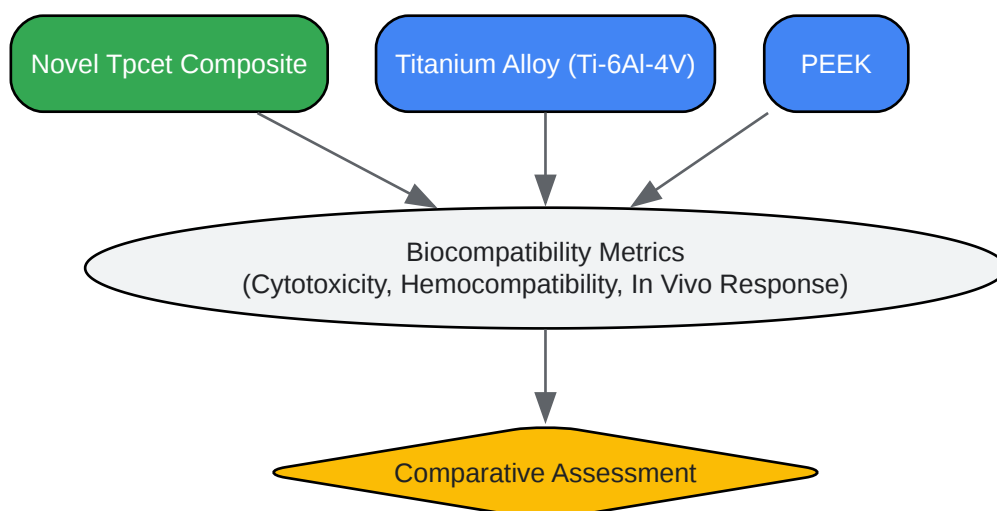 Novel Tpcet Composite
Titanium Alloy (Ti-6Al-4V)
PEEK
Biocompatibility Metrics
(Cytotoxicity, Hemocompatibility, In Vivo Response)
Comparative Assessment